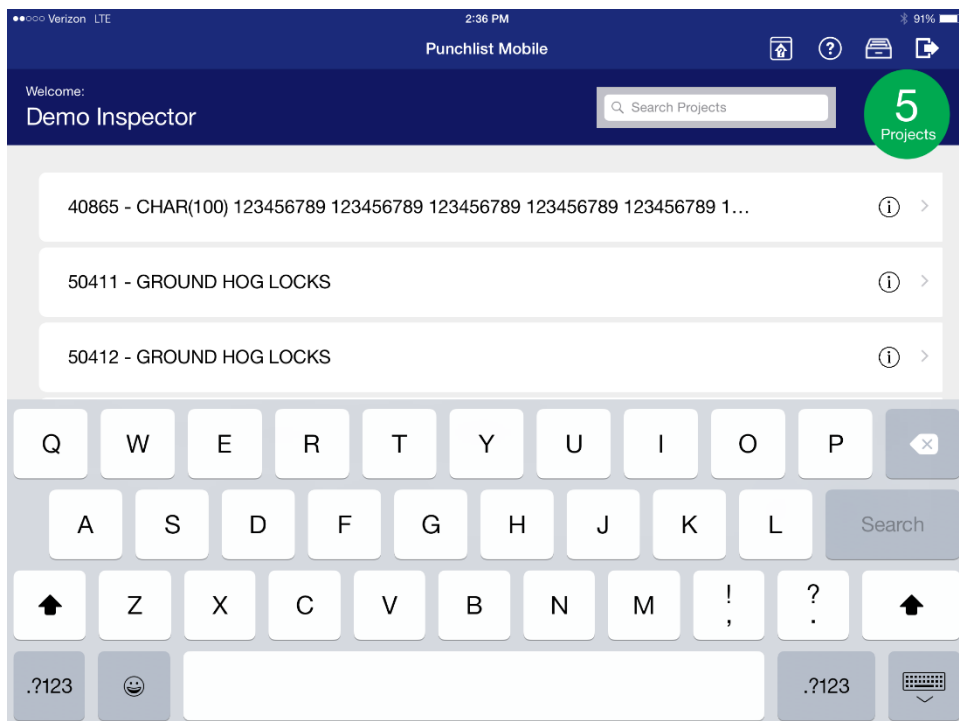 Verizon LTE 2:36 PM 91%
Punchlist Mobile
Welcome:
Demo Inspector
Search Projects
5
Projects
40865 - CHAR(100) 123456789 123456789 123456789 123456789 123456789 1...
50411 - GROUND HOG LOCKS
50412 - GROUND HOG LOCKS
Q W E R T Y U I O P
A S D F G H J K L Search
Z X C V B N M ! , ? .
.?123 .?123